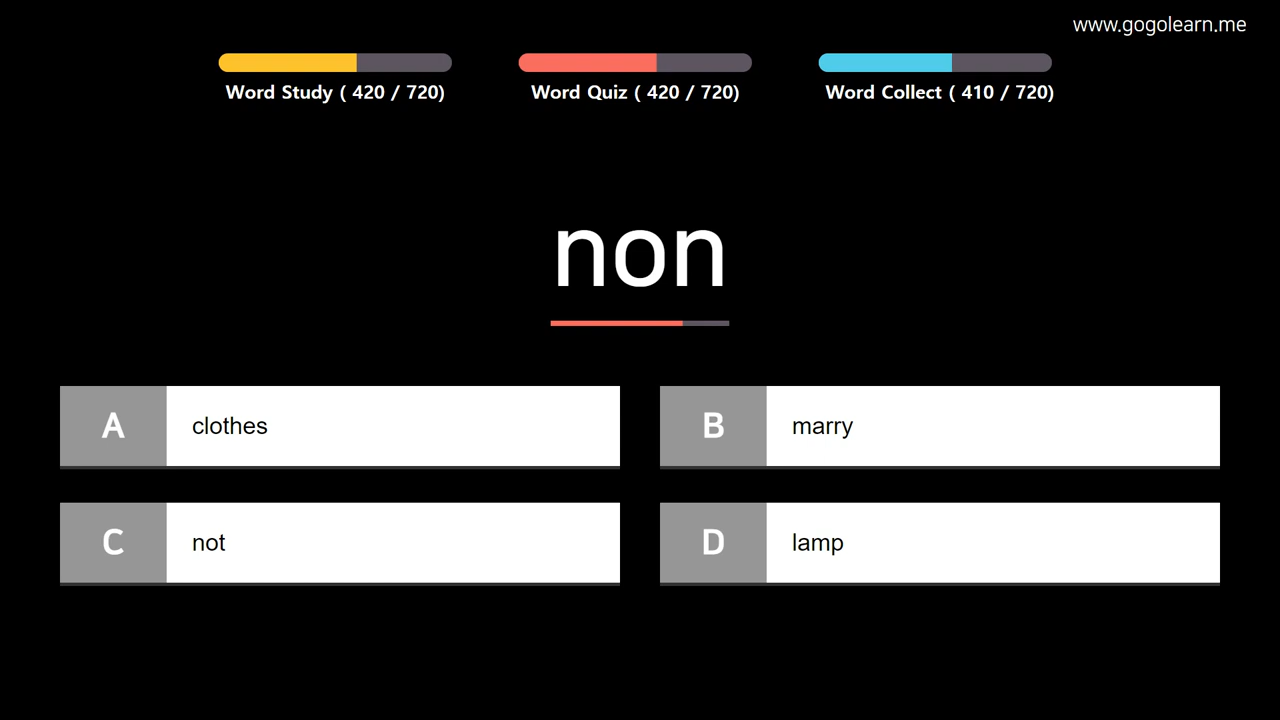 www.gogolearn.me
Word Study ( 420 / 720)
Word Quiz ( 420 / 720)
Word Collect ( 410 / 720)
non
A clothes
B marry
C not
D lamp